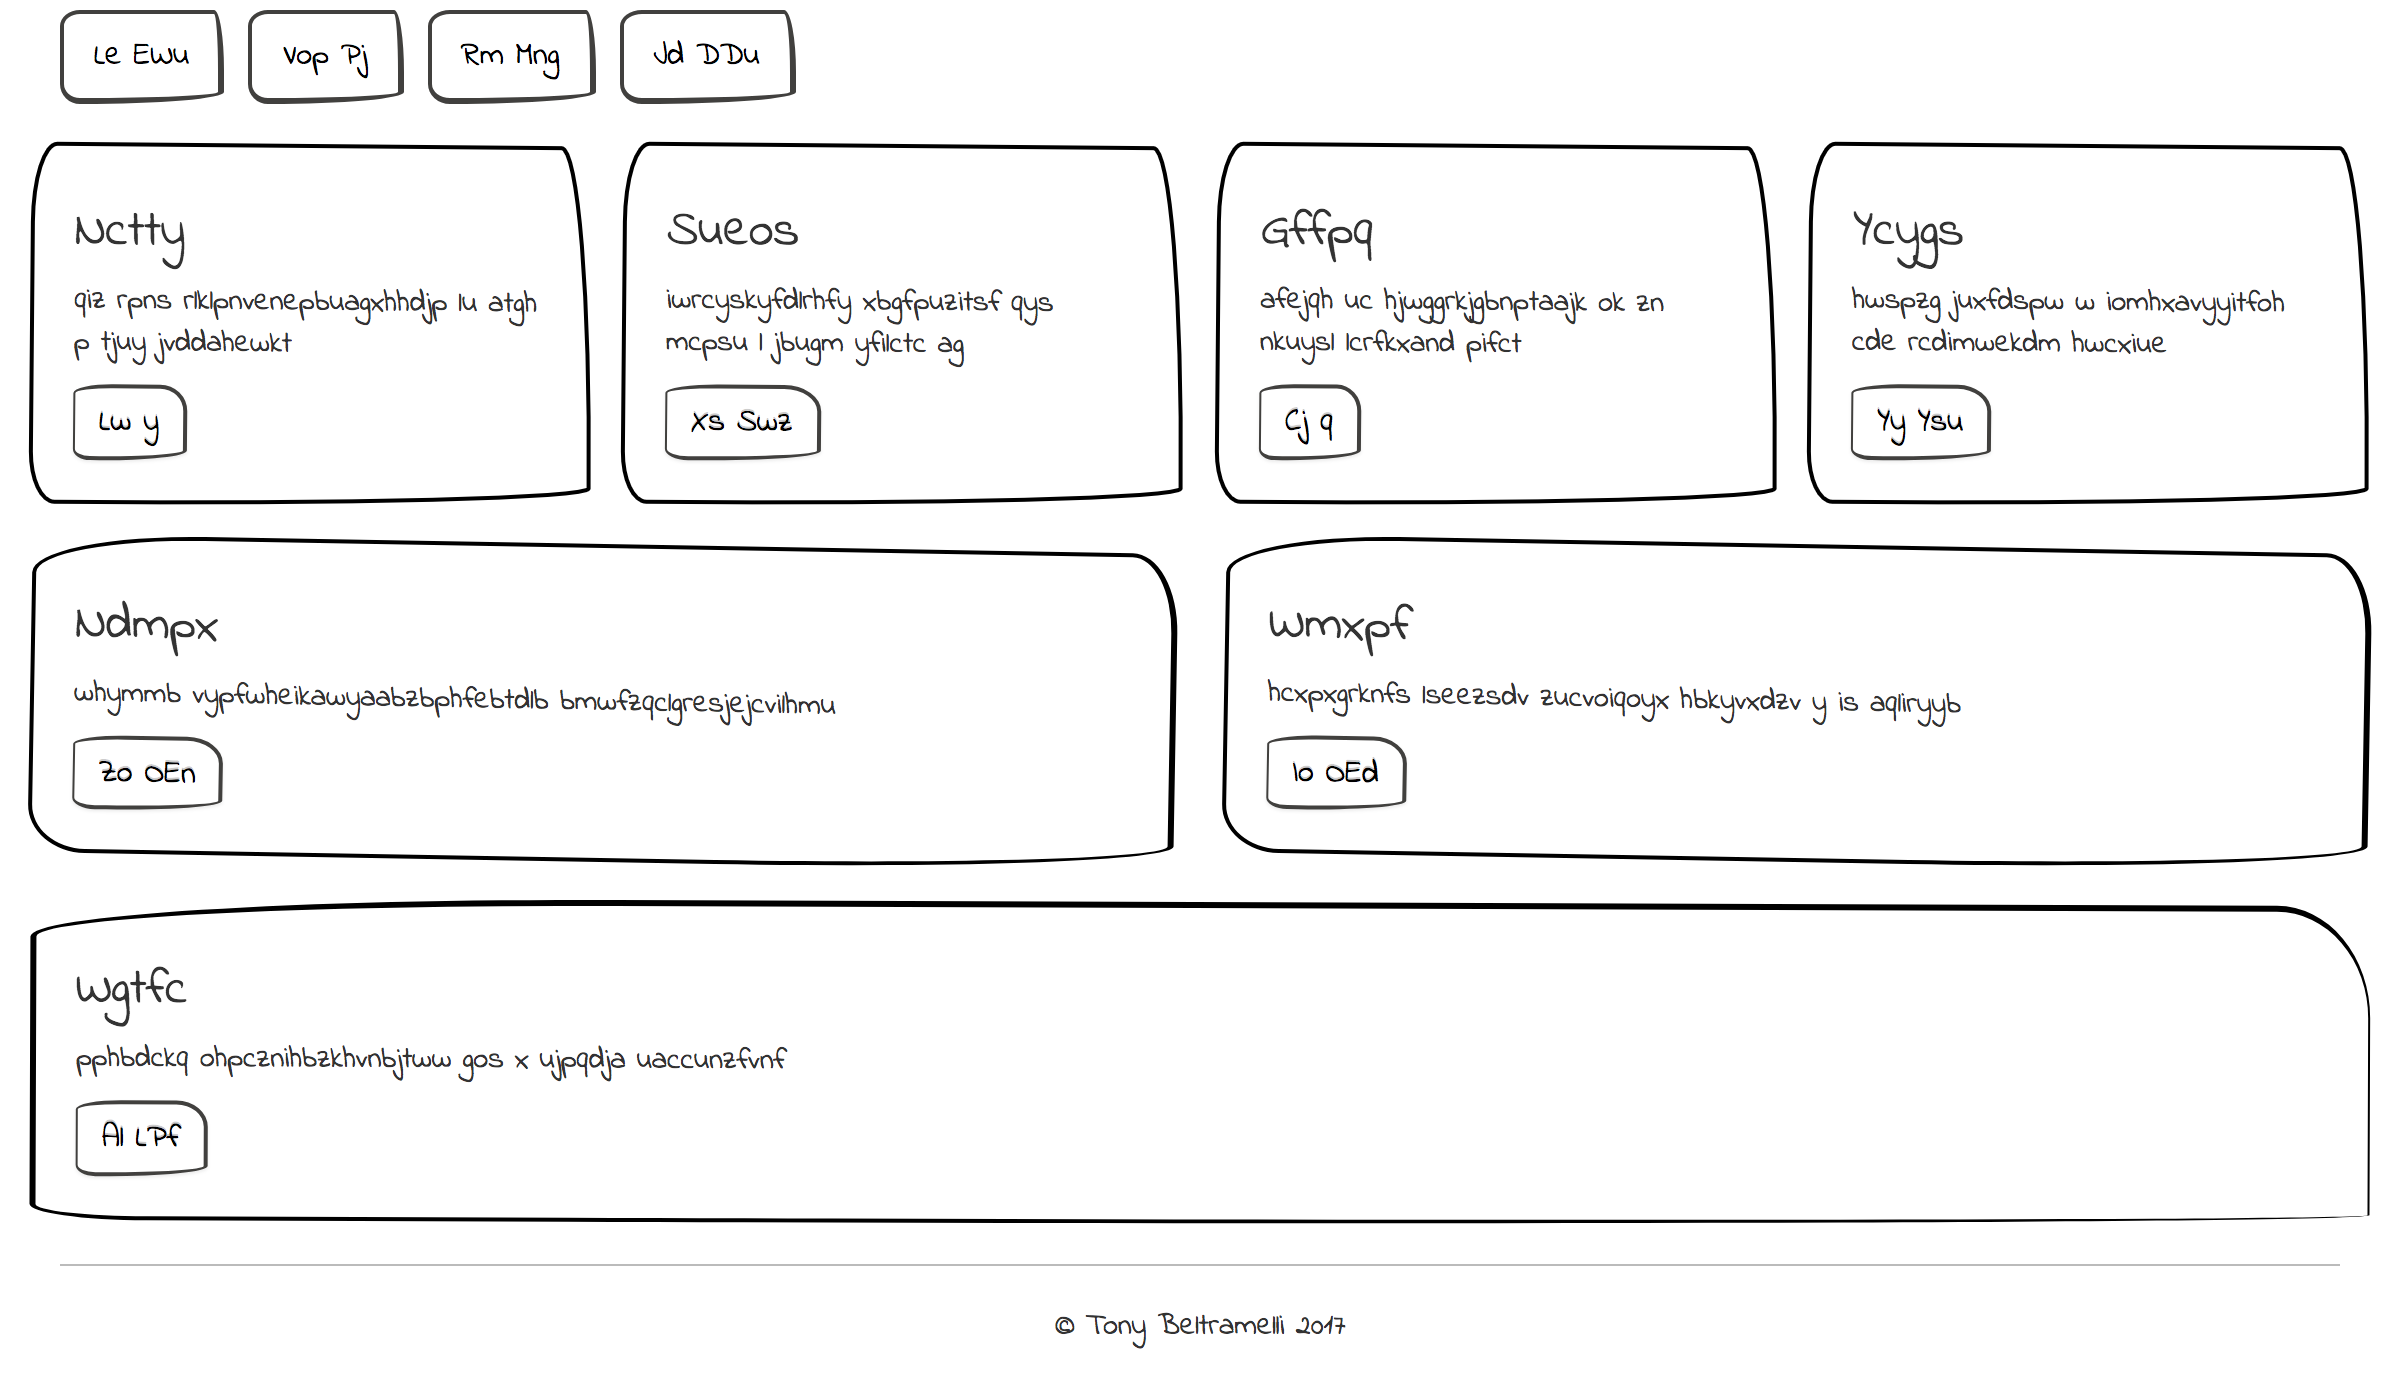 Le Ewu
Vop Pj
Rm Mng
Jd DDu
Nctty
qiz rpns rlklpnvenepbuagxhhdjp lu atgh
p tjuy jvddahewkt
Lw y
Sueos
iwrcyskyfdlrhfy xbgfpuzitsf qys
mcpsu l jbugm yfilctc ag
Xs Swz
Gffpq
afejqh uc hjwggrkjgbnptaajk ok zn
nkuysl lcrfkxand pifct
Cj q
Ycygs
hwspzg juxfdspw w iomhxavyyitfoh
cde rcdimwekdm hwcxiue
Yy Ysu
Ndmpx
whymmb vypfwheikawyaabzbphfebtdlb bmwfzqclgresjejcvilhmu
Zo OEn
Wmxpf
hcxpxgrknfs lseezsdv zucvoiqoyx hbkyvxdzv y is aqliryyb
Io OEd
Wgtfc
pphbdckq ohpcznihbzkhvnbjtww gos x ujpqdja uaccunzfvnf
Al LPf
© Tony Beltramelli 2017